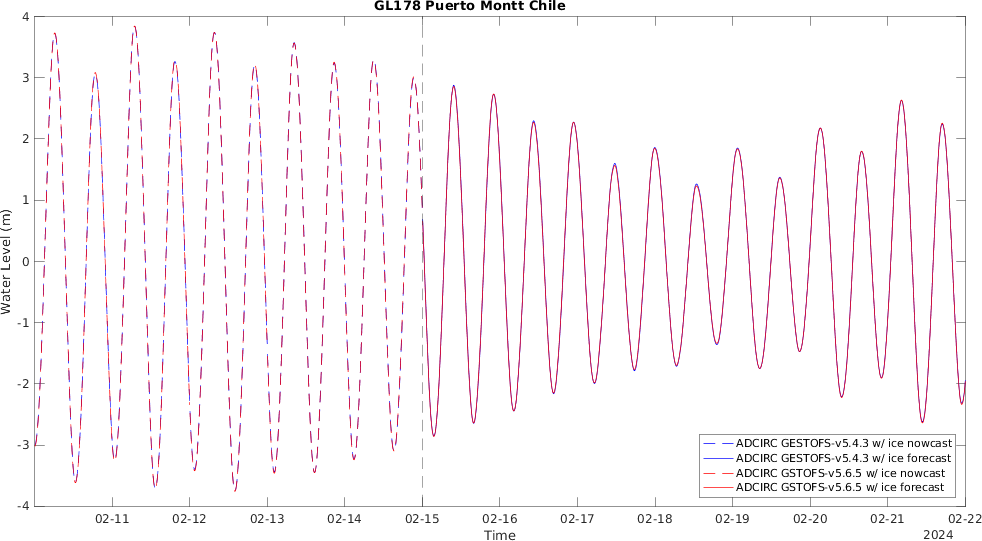 GL178 Puerto Montt Chile
4
3
2
1
0
-1
-2
-3
-4
Water Level (m)
02-11 02-12 02-13 02-14 02-15 02-16 02-17 02-18 02-19 02-20 02-21 02-22
Time
2024
ADCIRC GESTOFS-v5.4.3 w/ ice nowcast
ADCIRC GESTOFS-v5.4.3 w/ ice forecast
ADCIRC GSTOFS-v5.6.5 w/ ice nowcast
ADCIRC GSTOFS-v5.6.5 w/ ice forecast